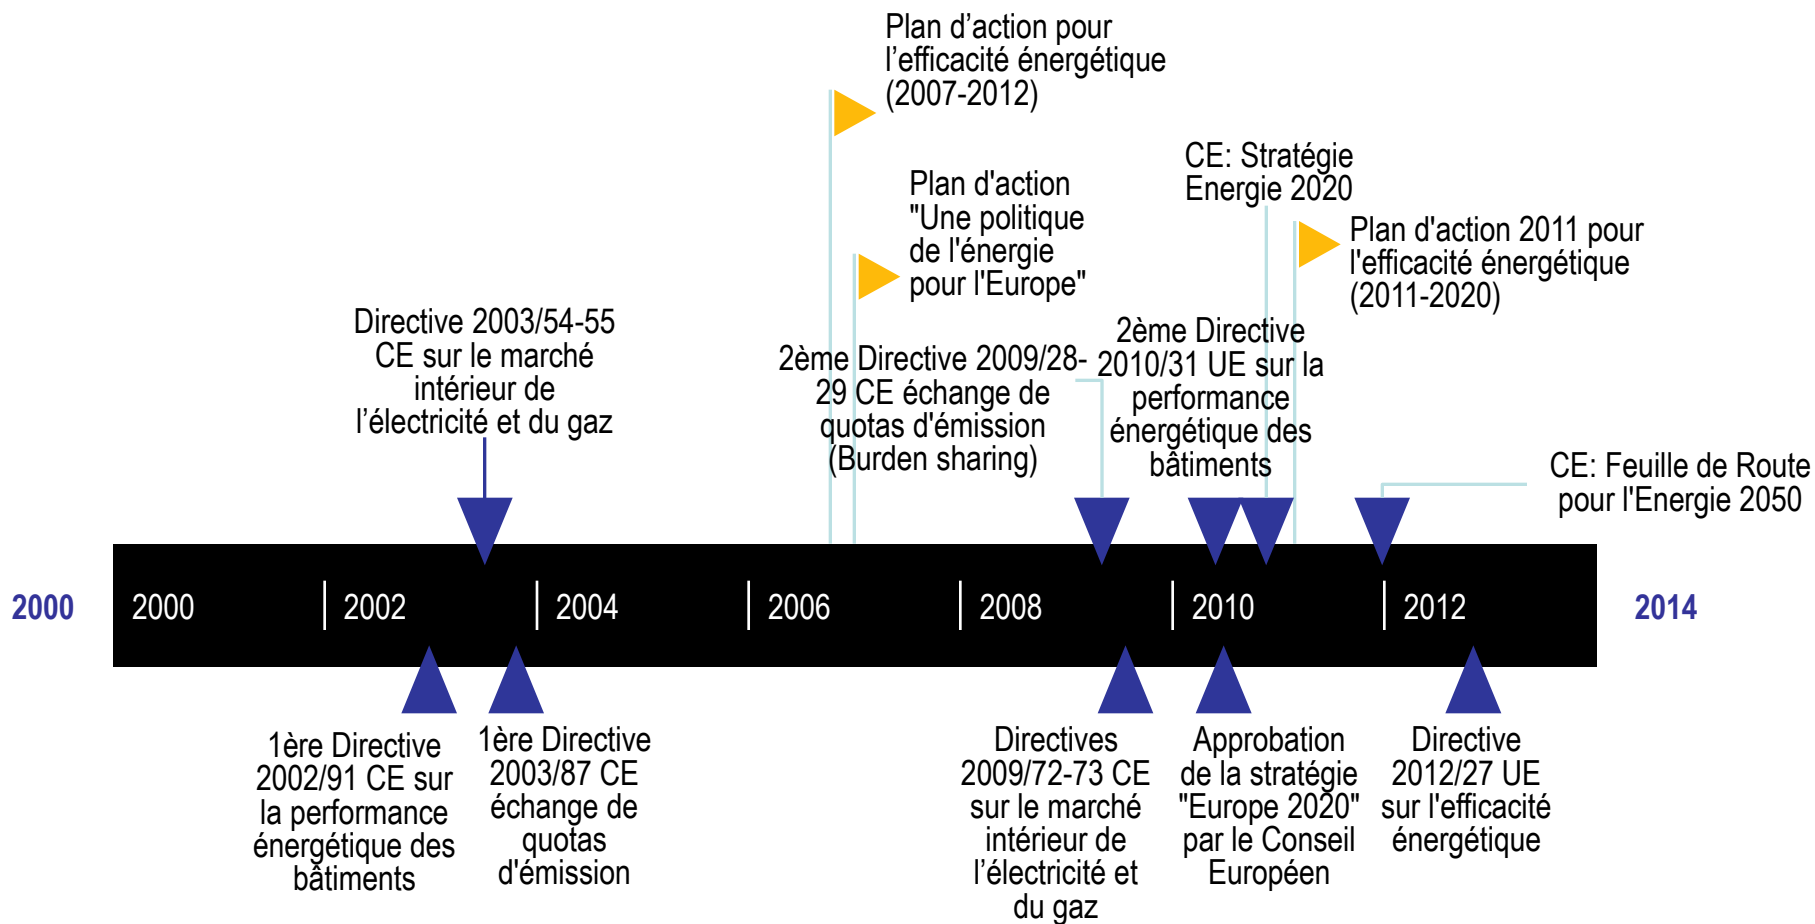 Plan d’action pour
l’efficacité énergétique
(2007-2012)
CE: Stratégie
Energie 2020
Plan d'action
"Une politique
de l'énergie
pour l'Europe"
Plan d'action 2011 pour
l'efficacité énergétique
(2011-2020)
Directive 2003/54-55
CE sur le marché
intérieur de
l’électricité et du gaz
2ème Directive 2009/28-
29 CE échange de
quotas d'émission
(Burden sharing)
2ème Directive
2010/31 UE sur la
performance
énergétique des
bâtiments
CE: Feuille de Route
pour l'Energie 2050
2000
2000
2002
2004
2006
2008
2010
2012
2014
1ère Directive
2002/91 CE sur
la performance
énergétique des
bâtiments
1ère Directive
2003/87 CE
échange de
quotas
d'émission
Directives
2009/72-73 CE
sur le marché
intérieur de
l’électricité et
du gaz
Approbation
de la stratégie
"Europe 2020"
par le Conseil
Européen
Directive
2012/27 UE
sur l'efficacité
énergétique